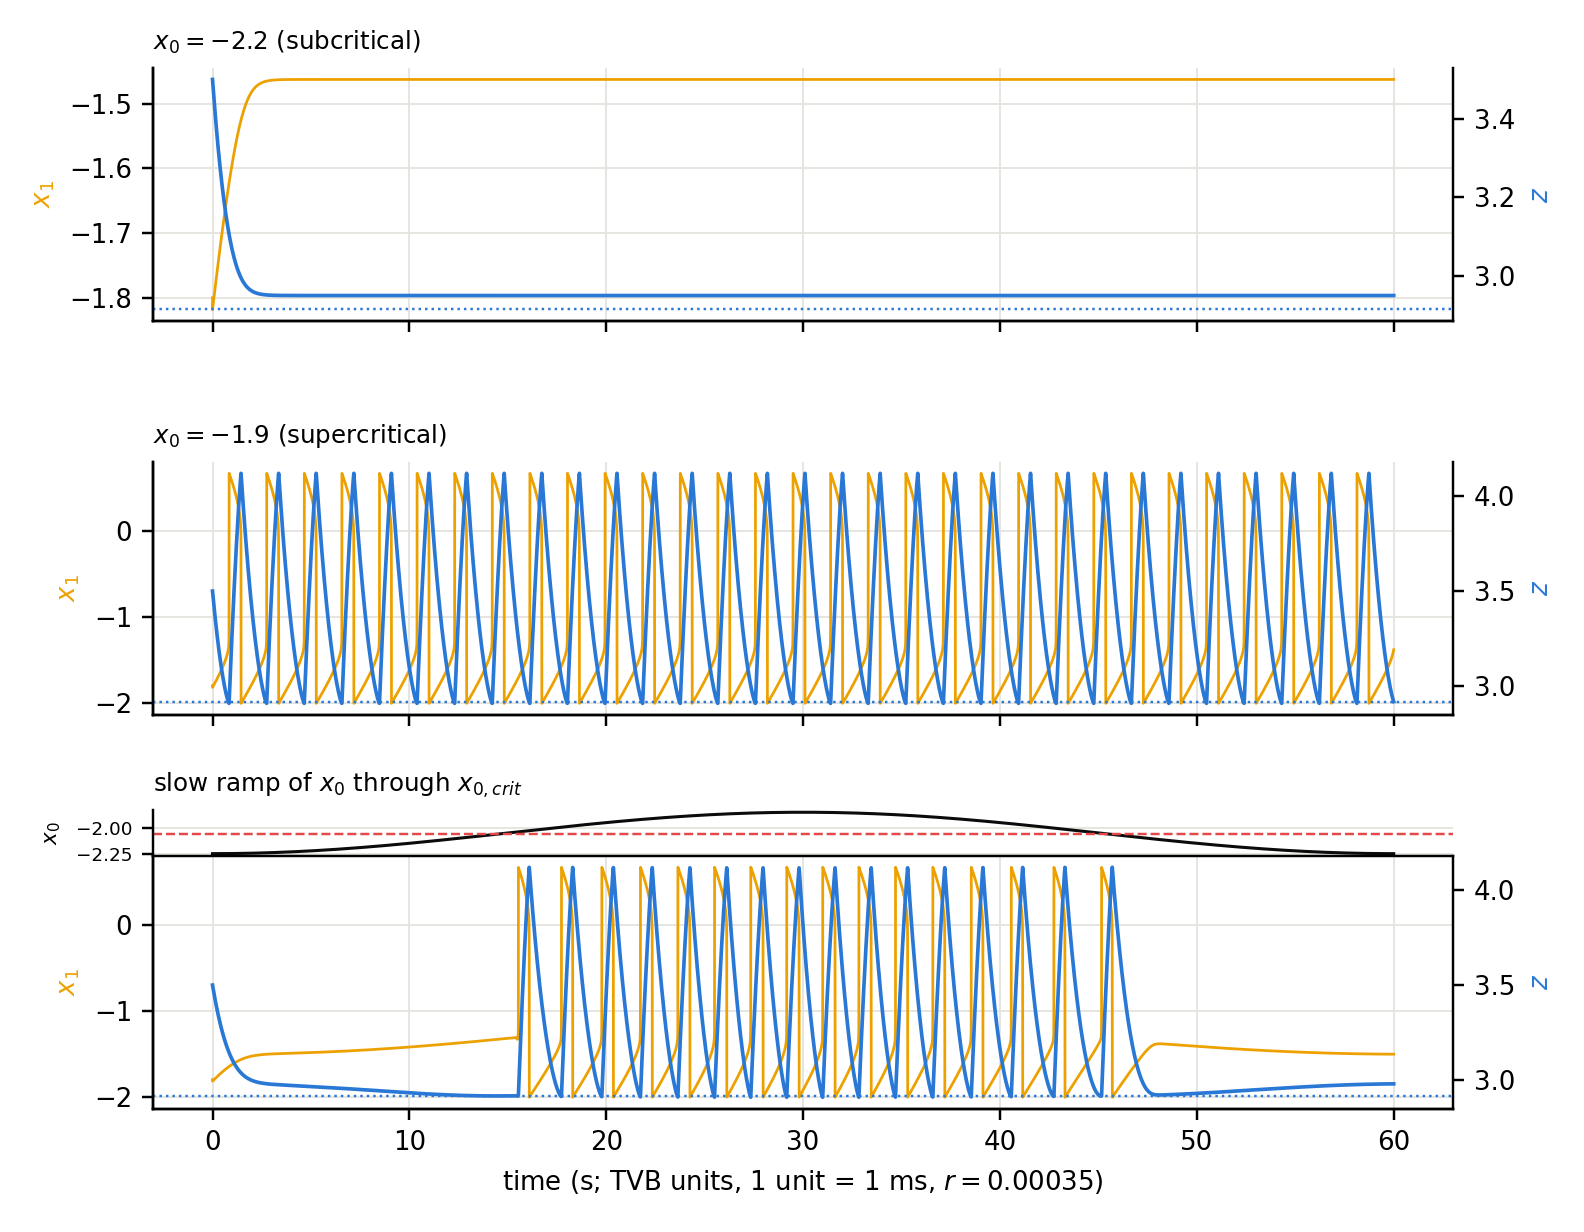 x₀ = −2.2 (subcritical)
−1.5
−1.6
−1.7
−1.8
x₁
3.4
3.2
3.0
z
x₀ = −1.9 (supercritical)
0
−1
−2
x₁
4.0
3.5
3.0
z
slow ramp of x₀ through x₀,crit
x₀
−2.00
−2.25
0
−1
−2
x₁
4.0
3.5
3.0
z
0 10 20 30 40 50 60
time (s; TVB units, 1 unit = 1 ms, r = 0.00035)